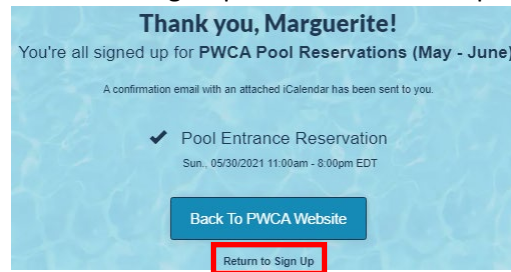 Thank you, Marguerite!
You're all signed up for PWCA Pool Reservations (May - June)
A confirmation email with an attached iCalendar has been sent to you.
✔ Pool Entrance Reservation
Sun., 05/30/2021 11:00am - 8:00pm EDT
Back To PWCA Website
Return to Sign Up